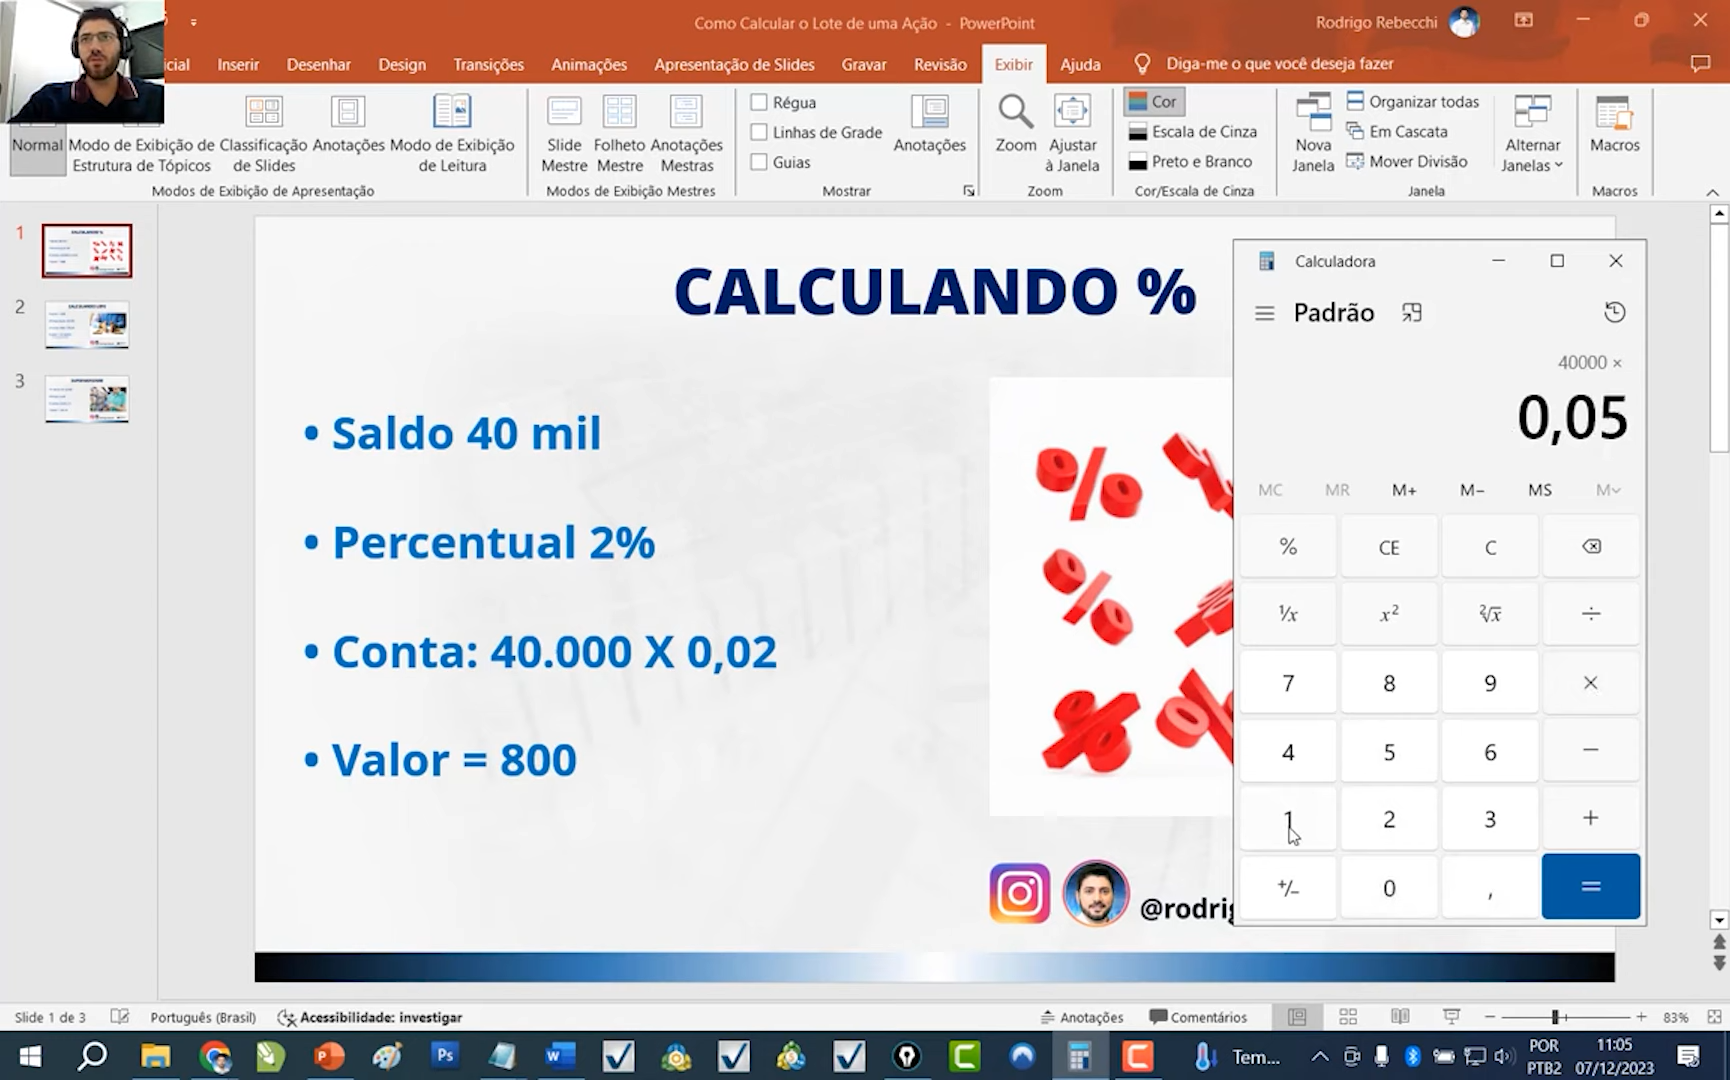 Como Calcular o Lote de uma Ação - PowerPoint
Rodrigo Rebecchi
Inserir
Desenhar
Design
Transições
Animações
Apresentação de Slides
Gravar
Revisão
Exibir
Ajuda
Diga-me o que você deseja fazer
Normal
Modo de Exibição de
Estrutura de Tópicos
Classificação
de Slides
Anotações
Modo de Exibição
de Leitura
Modos de Exibição de Apresentação
Slide
Mestre
Folheto
Mestre
Anotações
Mestras
Modos de Exibição Mestres
Régua
Linhas de Grade
Guias
Anotações
Mostrar
Zoom
Ajustar
à Janela
Zoom
Cor
Escala de Cinza
Preto e Branco
Cor/Escala de Cinza
Nova
Janela
Organizar todas
Em Cascata
Mover Divisão
Alternar
Janelas
Janela
Macros
Macros
1
2
3
CALCULANDO %
• Saldo 40 mil
• Percentual 2%
• Conta: 40.000 X 0,02
• Valor = 800
Calculadora
Padrão
40000 ×
0,05
MC MR M+ M− MS M
% CE C
¹/x x² ²√x ÷
7 8 9 ×
4 5 6 −
1 2 3 +
+/− 0 , =
Slide 1 de 3
Português (Brasil)
Acessibilidade: investigar
Anotações
Comentários
83%
Tem...
POR
PTB2
11:05
07/12/2023